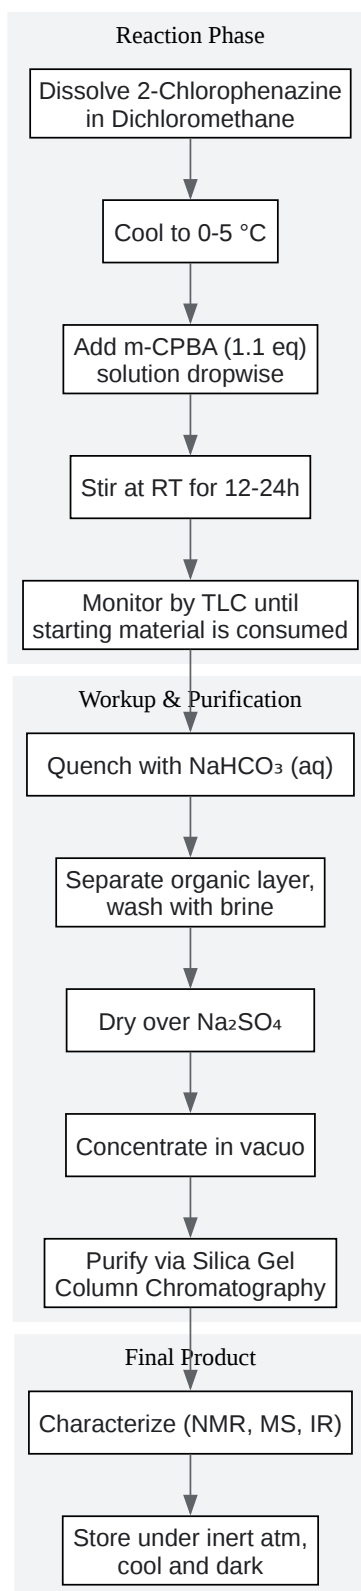 Reaction Phase
Dissolve 2-Chlorophenazine
in Dichloromethane
Cool to 0-5 °C
Add m-CPBA (1.1 eq)
solution dropwise
Stir at RT for 12-24h
Monitor by TLC until
starting material is consumed
Workup & Purification
Quench with NaHCO₃ (aq)
Separate organic layer,
wash with brine
Dry over Na₂SO₄
Concentrate in vacuo
Purify via Silica Gel
Column Chromatography
Final Product
Characterize (NMR, MS, IR)
Store under inert atm,
cool and dark